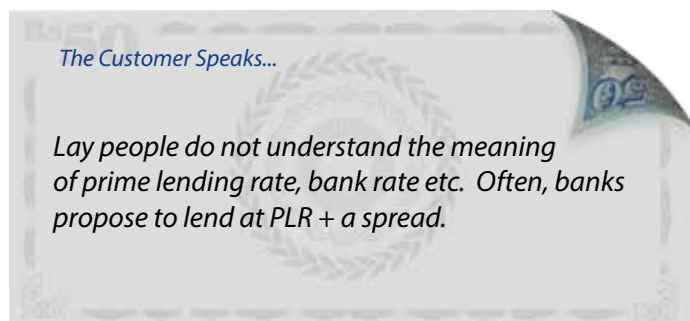 The Customer Speaks...
Lay people do not understand the meaning
of prime lending rate, bank rate etc.  Often, banks
propose to lend at PLR + a spread.